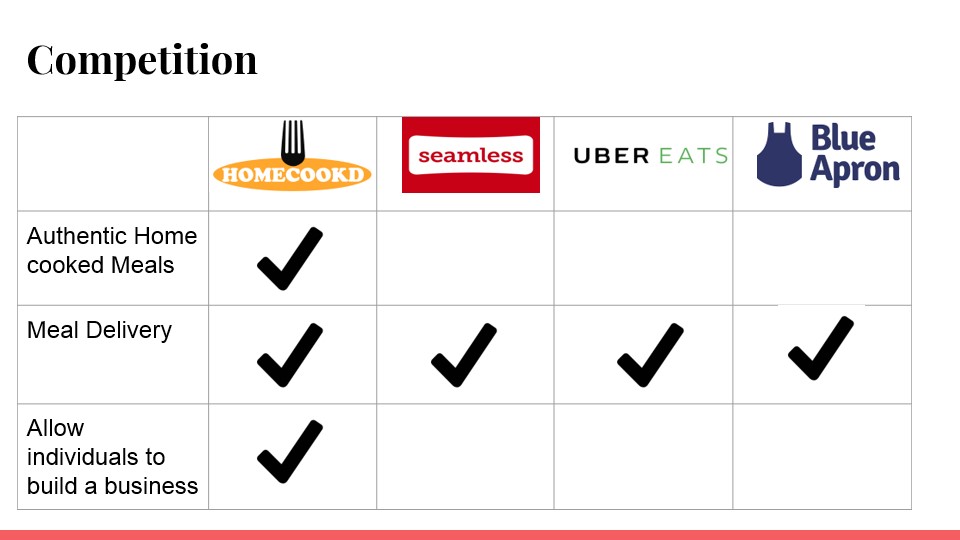 Competition
HOMECOOKD
seamless
UBER EATS
Blue
Apron
Authentic Home
cooked Meals
Meal Delivery
Allow
individuals to
build a business